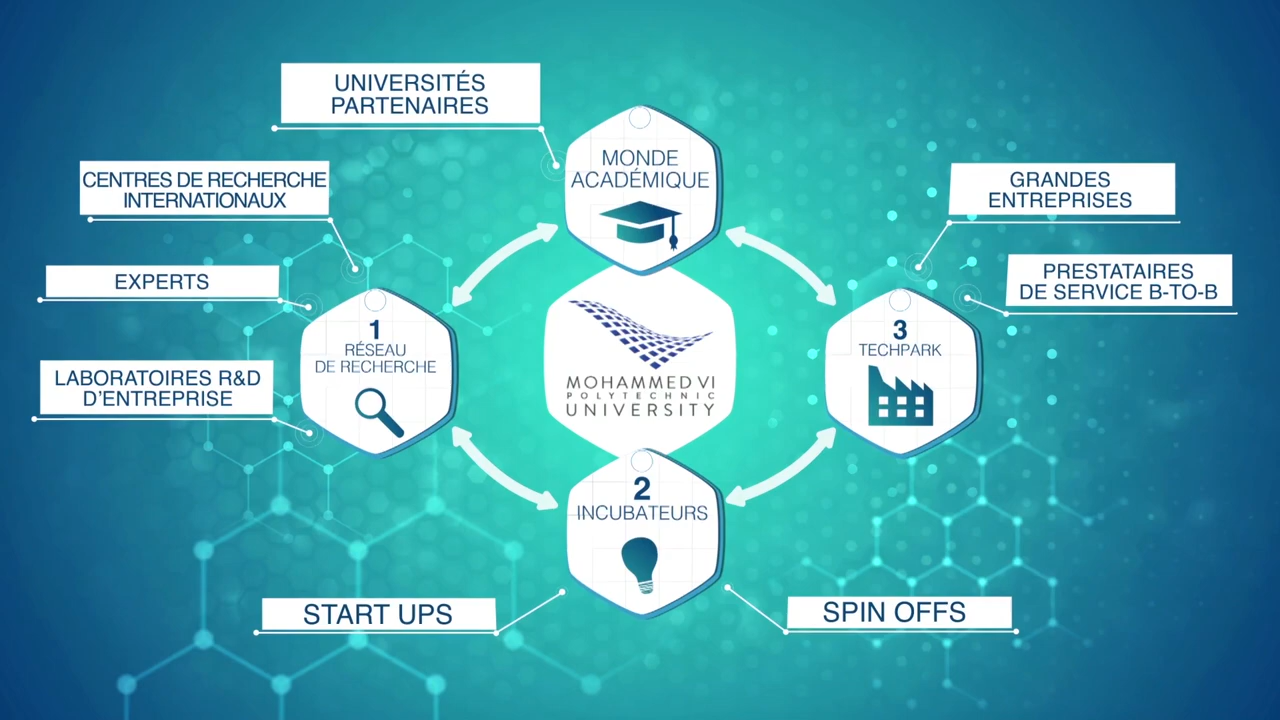 UNIVERSITÉS
PARTENAIRES
MONDE
ACADÉMIQUE
CENTRES DE RECHERCHE
INTERNATIONAUX
GRANDES
ENTREPRISES
EXPERTS
PRESTATAIRES
DE SERVICE B-TO-B
1
RÉSEAU
DE RECHERCHE
3
TECHPARK
LABORATOIRES R&D
D'ENTREPRISE
MOHAMMED VI
POLYTECHNIC
UNIVERSITY
2
INCUBATEURS
START UPS
SPIN OFFS